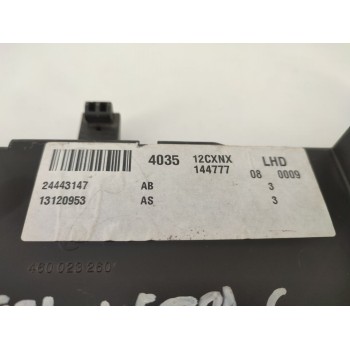 4035 12CXNX LHD
144777 08 0009
24443147 AB 3
13120953 AS 3